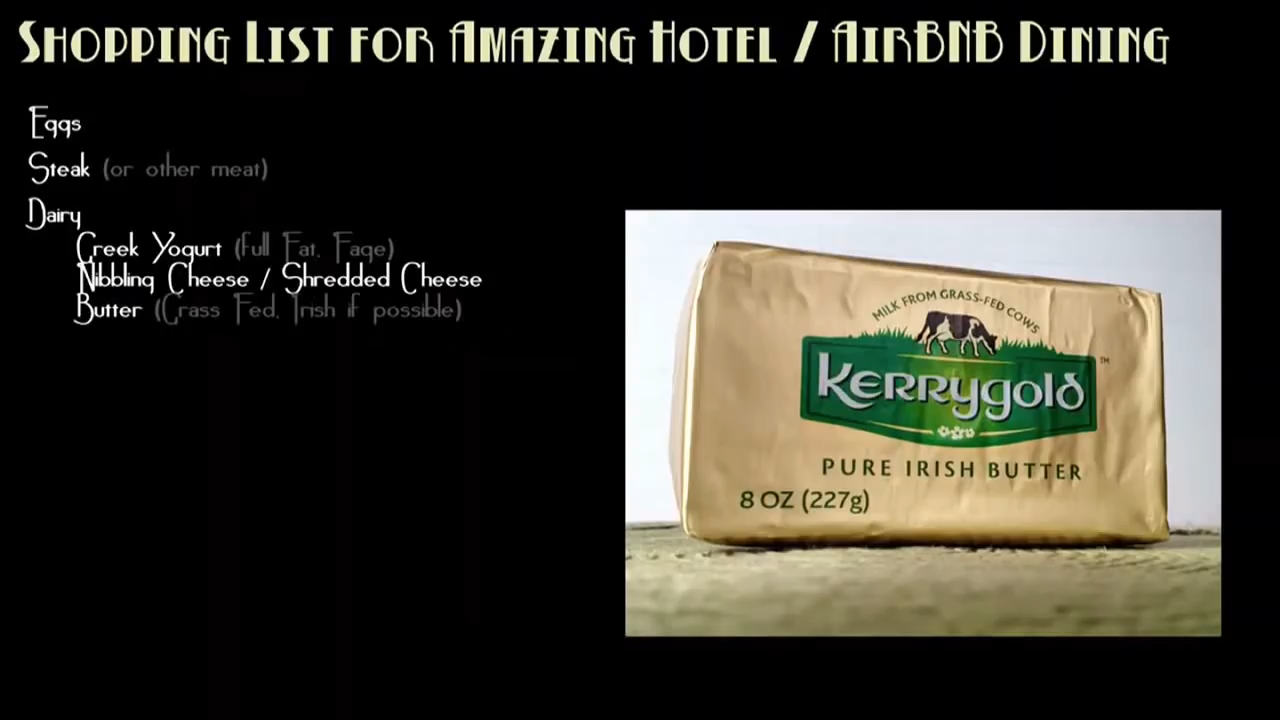 Shopping List for Amazing Hotel / AirBNB Dining
Eggs
Steak (or other meat)
Dairy
Greek Yogurt (Full Fat, Fage)
Nibbling Cheese / Shredded Cheese
Butter (Grass Fed, Irish if possible)
MILK FROM GRASS-FED COWS
Kerrygold™
PURE IRISH BUTTER
8 OZ (227g)